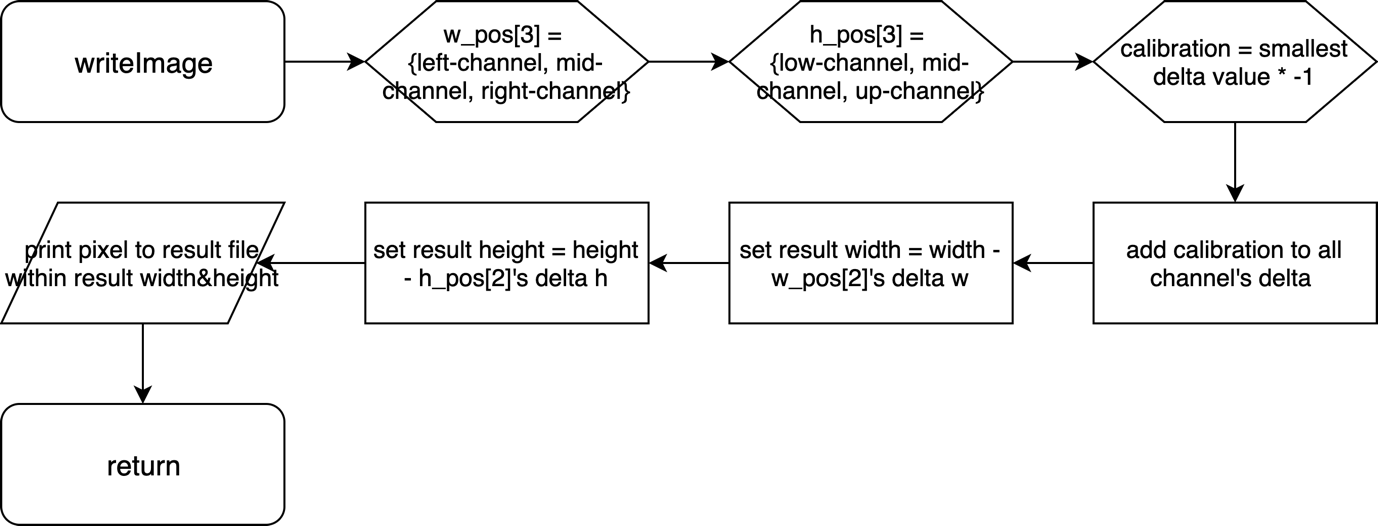 writeImage
w_pos[3] =
{left-channel, mid-
channel, right-channel}
h_pos[3] =
{low-channel, mid-
channel, up-channel}
calibration = smallest
delta value * -1
add calibration to all
channel's delta
set result width = width -
w_pos[2]'s delta w
set result height = height
- h_pos[2]'s delta h
print pixel to result file
within result width&height
return